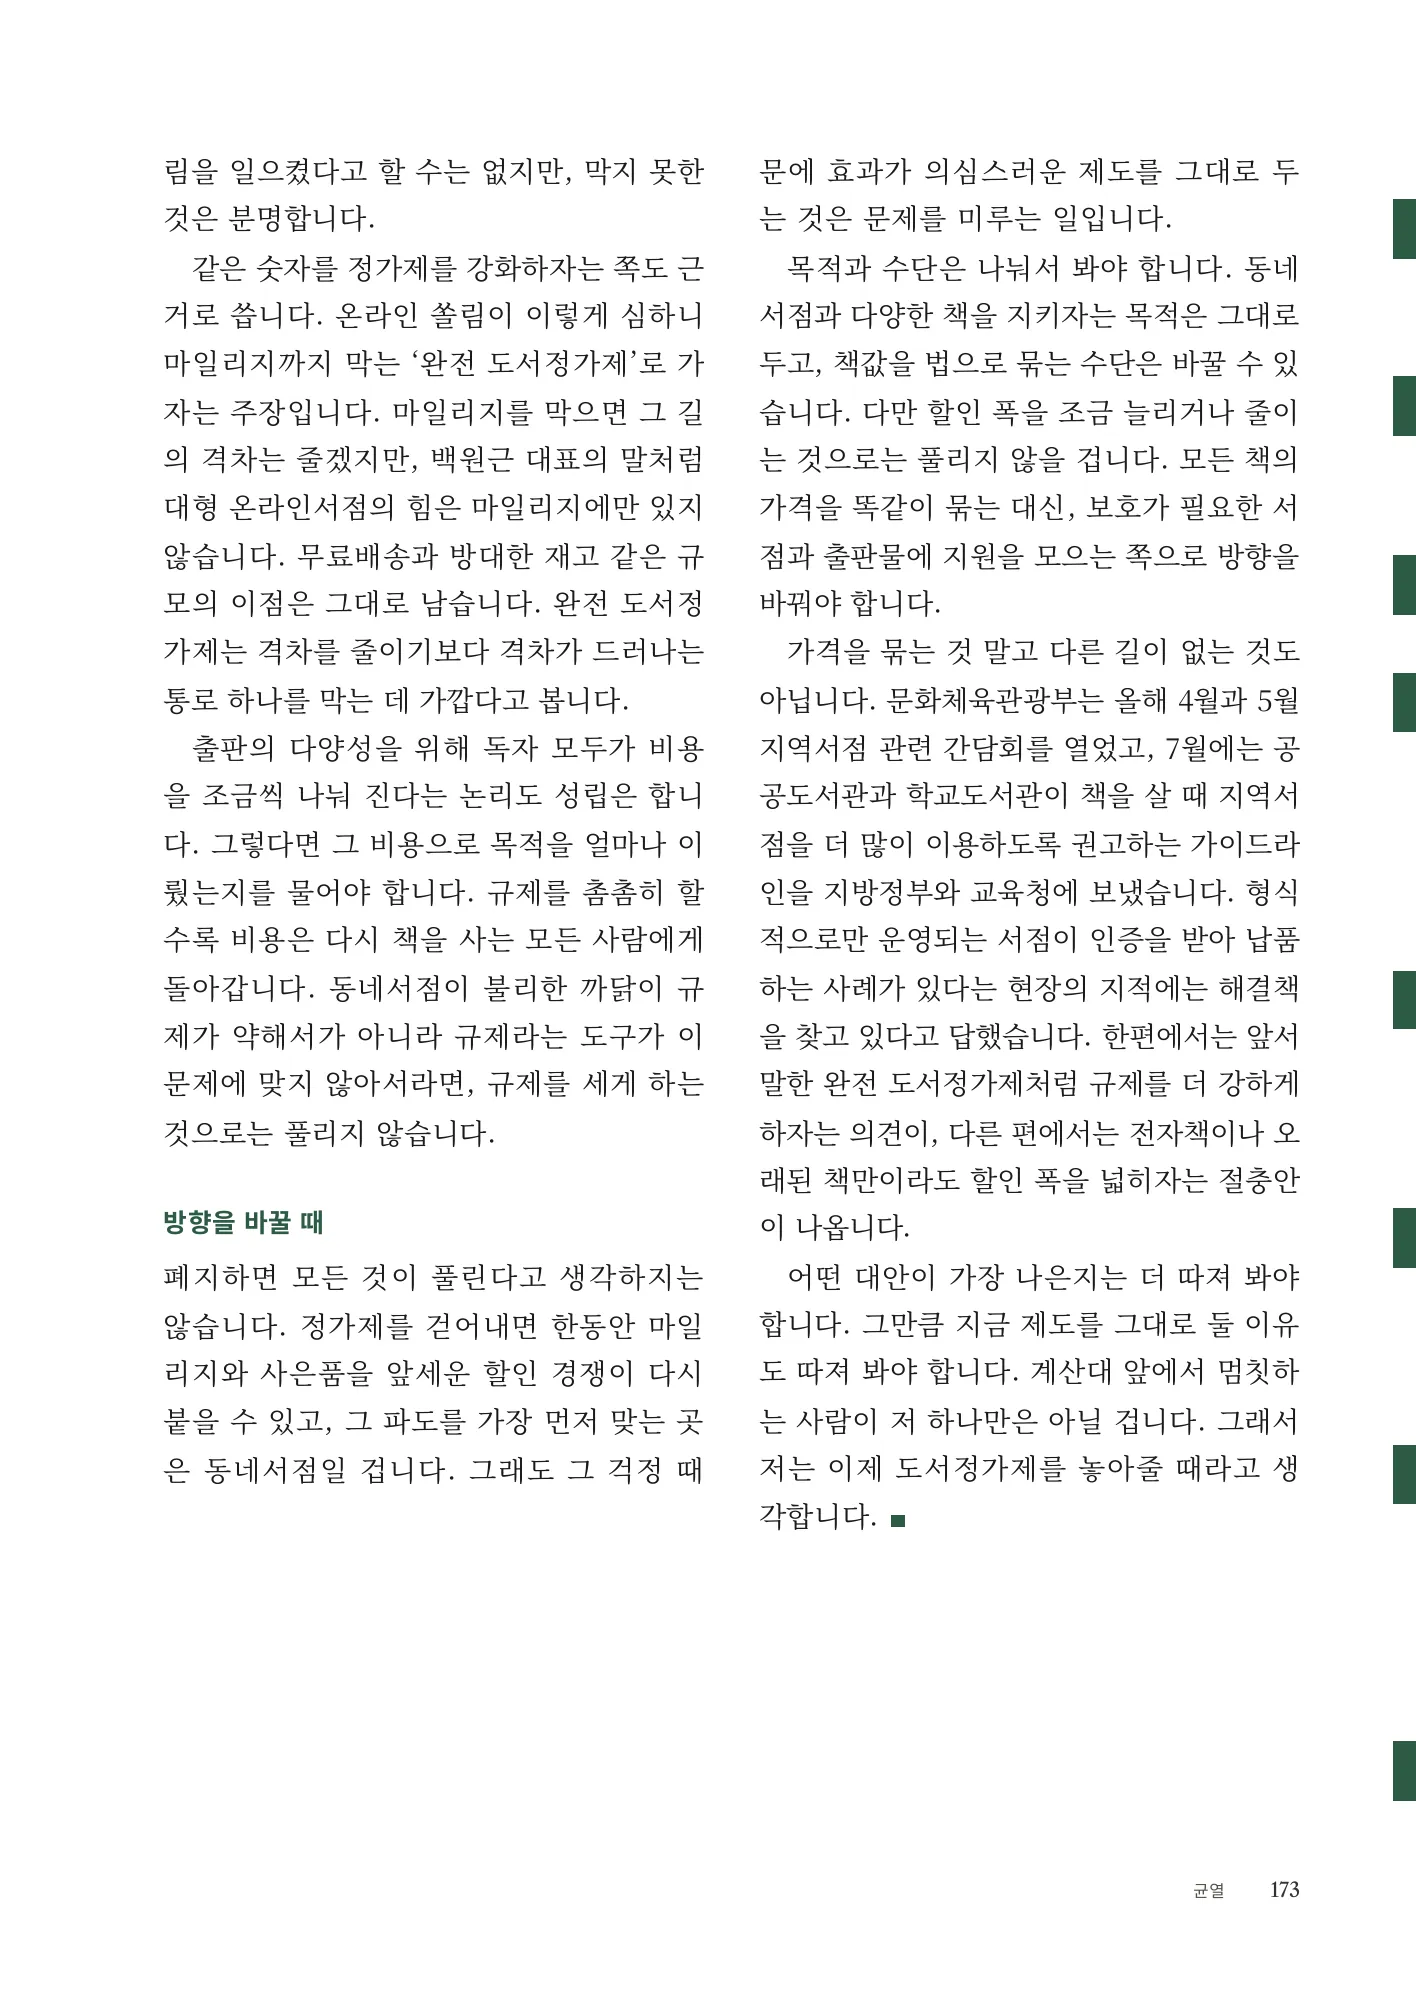 림을 일으켰다고 할 수는 없지만, 막지 못한
것은 분명합니다.
같은 숫자를 정가제를 강화하자는 쪽도 근
거로 씁니다. 온라인 쏠림이 이렇게 심하니
마일리지까지 막는 ‘완전 도서정가제’로 가
자는 주장입니다. 마일리지를 막으면 그 길
의 격차는 줄겠지만, 백원근 대표의 말처럼
대형 온라인서점의 힘은 마일리지에만 있지
않습니다. 무료배송과 방대한 재고 같은 규
모의 이점은 그대로 남습니다. 완전 도서정
가제는 격차를 줄이기보다 격차가 드러나는
통로 하나를 막는 데 가깝다고 봅니다.
출판의 다양성을 위해 독자 모두가 비용
을 조금씩 나눠 진다는 논리도 성립은 합니
다. 그렇다면 그 비용으로 목적을 얼마나 이
뤘는지를 물어야 합니다. 규제를 촘촘히 할
수록 비용은 다시 책을 사는 모든 사람에게
돌아갑니다. 동네서점이 불리한 까닭이 규
제가 약해서가 아니라 규제라는 도구가 이
문제에 맞지 않아서라면, 규제를 세게 하는
것으로는 풀리지 않습니다.
방향을 바꿀 때
폐지하면 모든 것이 풀린다고 생각하지는
않습니다. 정가제를 걷어내면 한동안 마일
리지와 사은품을 앞세운 할인 경쟁이 다시
붙을 수 있고, 그 파도를 가장 먼저 맞는 곳
은 동네서점일 겁니다. 그래도 그 걱정 때
문에 효과가 의심스러운 제도를 그대로 두
는 것은 문제를 미루는 일입니다.
목적과 수단은 나눠서 봐야 합니다. 동네
서점과 다양한 책을 지키자는 목적은 그대로
두고, 책값을 법으로 묶는 수단은 바꿀 수 있
습니다. 다만 할인 폭을 조금 늘리거나 줄이
는 것으로는 풀리지 않을 겁니다. 모든 책의
가격을 똑같이 묶는 대신, 보호가 필요한 서
점과 출판물에 지원을 모으는 쪽으로 방향을
바꿔야 합니다.
가격을 묶는 것 말고 다른 길이 없는 것도
아닙니다. 문화체육관광부는 올해 4월과 5월
지역서점 관련 간담회를 열었고, 7월에는 공
공도서관과 학교도서관이 책을 살 때 지역서
점을 더 많이 이용하도록 권고하는 가이드라
인을 지방정부와 교육청에 보냈습니다. 형식
적으로만 운영되는 서점이 인증을 받아 납품
하는 사례가 있다는 현장의 지적에는 해결책
을 찾고 있다고 답했습니다. 한편에서는 앞서
말한 완전 도서정가제처럼 규제를 더 강하게
하자는 의견이, 다른 편에서는 전자책이나 오
래된 책만이라도 할인 폭을 넓히자는 절충안
이 나옵니다.
어떤 대안이 가장 나은지는 더 따져 봐야
합니다. 그만큼 지금 제도를 그대로 둘 이유
도 따져 봐야 합니다. 계산대 앞에서 멈칫하
는 사람이 저 하나만은 아닐 겁니다. 그래서
저는 이제 도서정가제를 놓아줄 때라고 생
각합니다.
균열 173